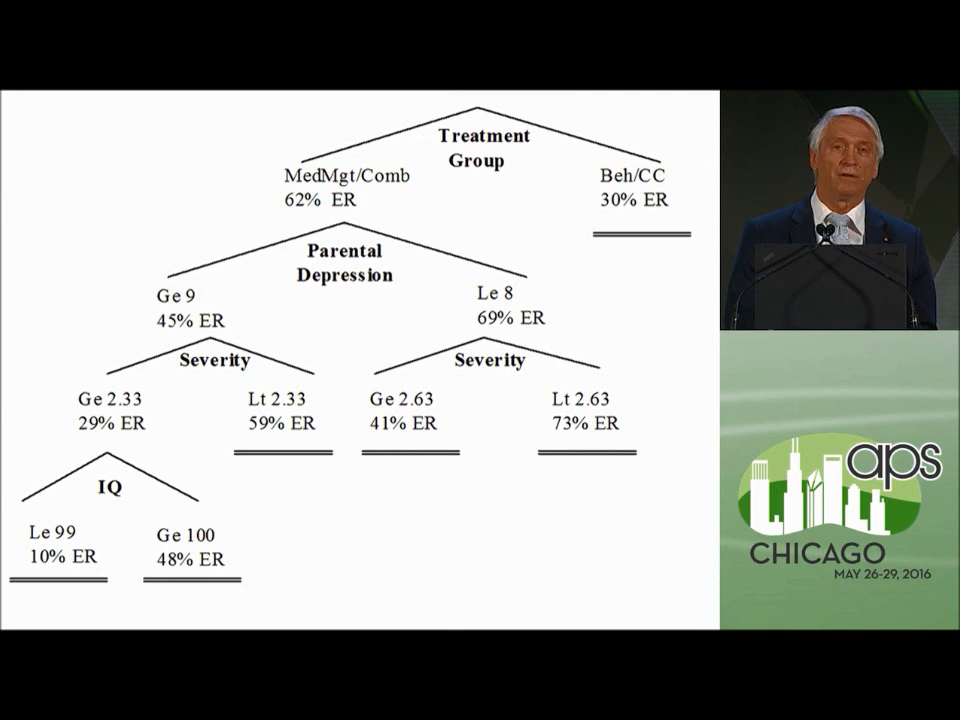 Treatment
Group
MedMgt/Comb
62% ER
Beh/CC
30% ER
Parental
Depression
Ge 9
45% ER
Le 8
69% ER
Severity
Severity
Ge 2.33
29% ER
Lt 2.33
59% ER
Ge 2.63
41% ER
Lt 2.63
73% ER
IQ
Le 99
10% ER
Ge 100
48% ER
aps
CHICAGO
MAY 26-29, 2016